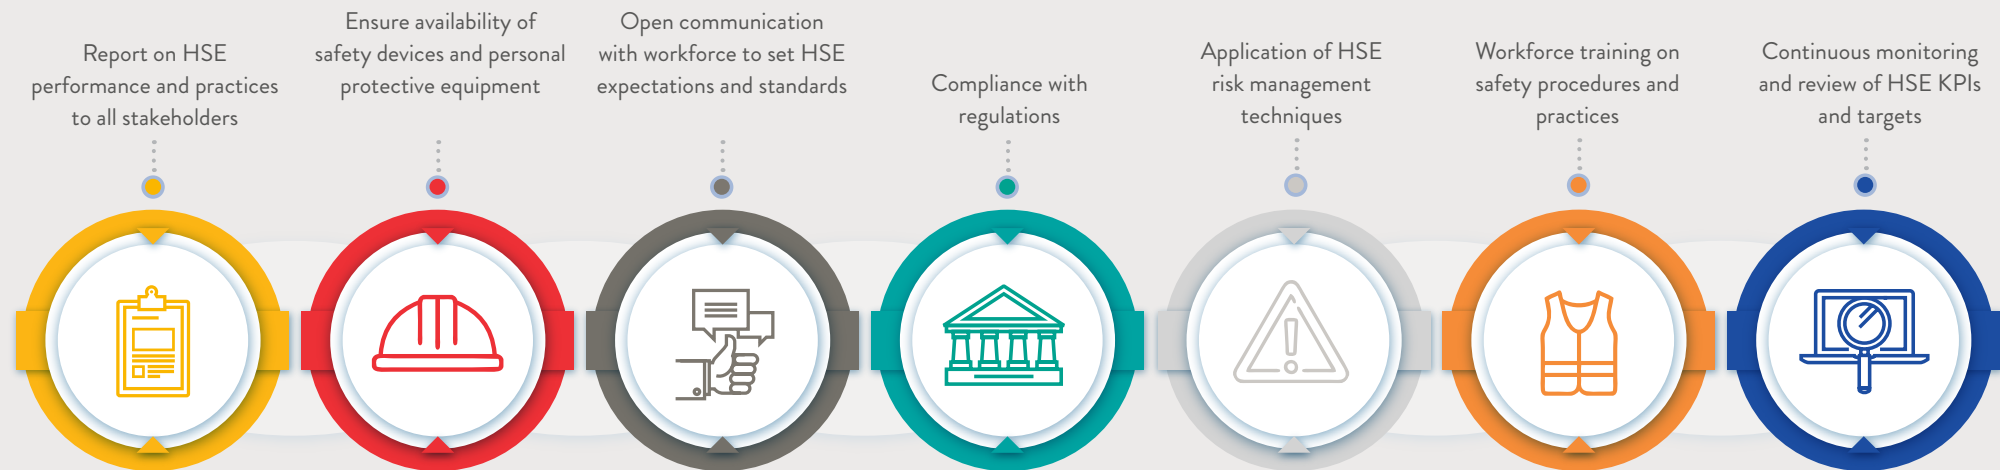 Report on HSE
performance and practices
to all stakeholders
Ensure availability of
safety devices and personal
protective equipment
Open communication
with workforce to set HSE
expectations and standards
Compliance with
regulations
Application of HSE
risk management
techniques
Workforce training on
safety procedures and
practices
Continuous monitoring
and review of HSE KPIs
and targets